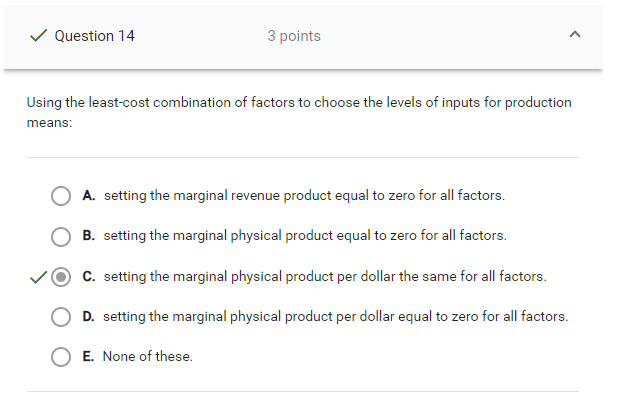 Question 14 3 points
Using the least-cost combination of factors to choose the levels of inputs for production
means:
A. setting the marginal revenue product equal to zero for all factors.
B. setting the marginal physical product equal to zero for all factors.
C. setting the marginal physical product per dollar the same for all factors.
D. setting the marginal physical product per dollar equal to zero for all factors.
E. None of these.